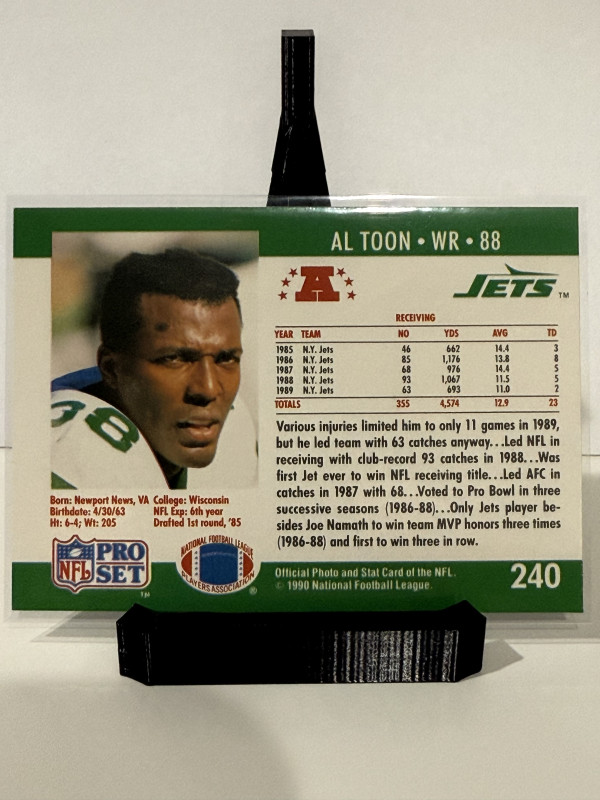 AL TOON • WR • 88
A
JETS TM
RECEIVING
YEAR TEAM NO YDS AVG TD
1985 N.Y. Jets 46 662 14.4 3
1986 N.Y. Jets 85 1,176 13.8 8
1987 N.Y. Jets 68 976 14.4 5
1988 N.Y. Jets 93 1,067 11.5 5
1989 N.Y. Jets 63 693 11.0 2
TOTALS 355 4,574 12.9 23
Various injuries limited him to only 11 games in 1989,
but he led team with 63 catches anyway...Led NFL in
receiving with club-record 93 catches in 1988...Was
first Jet ever to win NFL receiving title...Led AFC in
catches in 1987 with 68...Voted to Pro Bowl in three
successive seasons (1986-88)...Only Jets player be-
sides Joe Namath to win team MVP honors three times
(1986-88) and first to win three in row.
88
Born: Newport News, VA College: Wisconsin
Birthdate: 4/30/63 NFL Exp: 6th year
Ht: 6-4; Wt: 205 Drafted 1st round, '85
NFL PRO SET TM
NATIONAL FOOTBALL LEAGUE
PLAYERS ASSOCIATION ®
Official Photo and Stat Card of the NFL.
© 1990 National Football League.
240